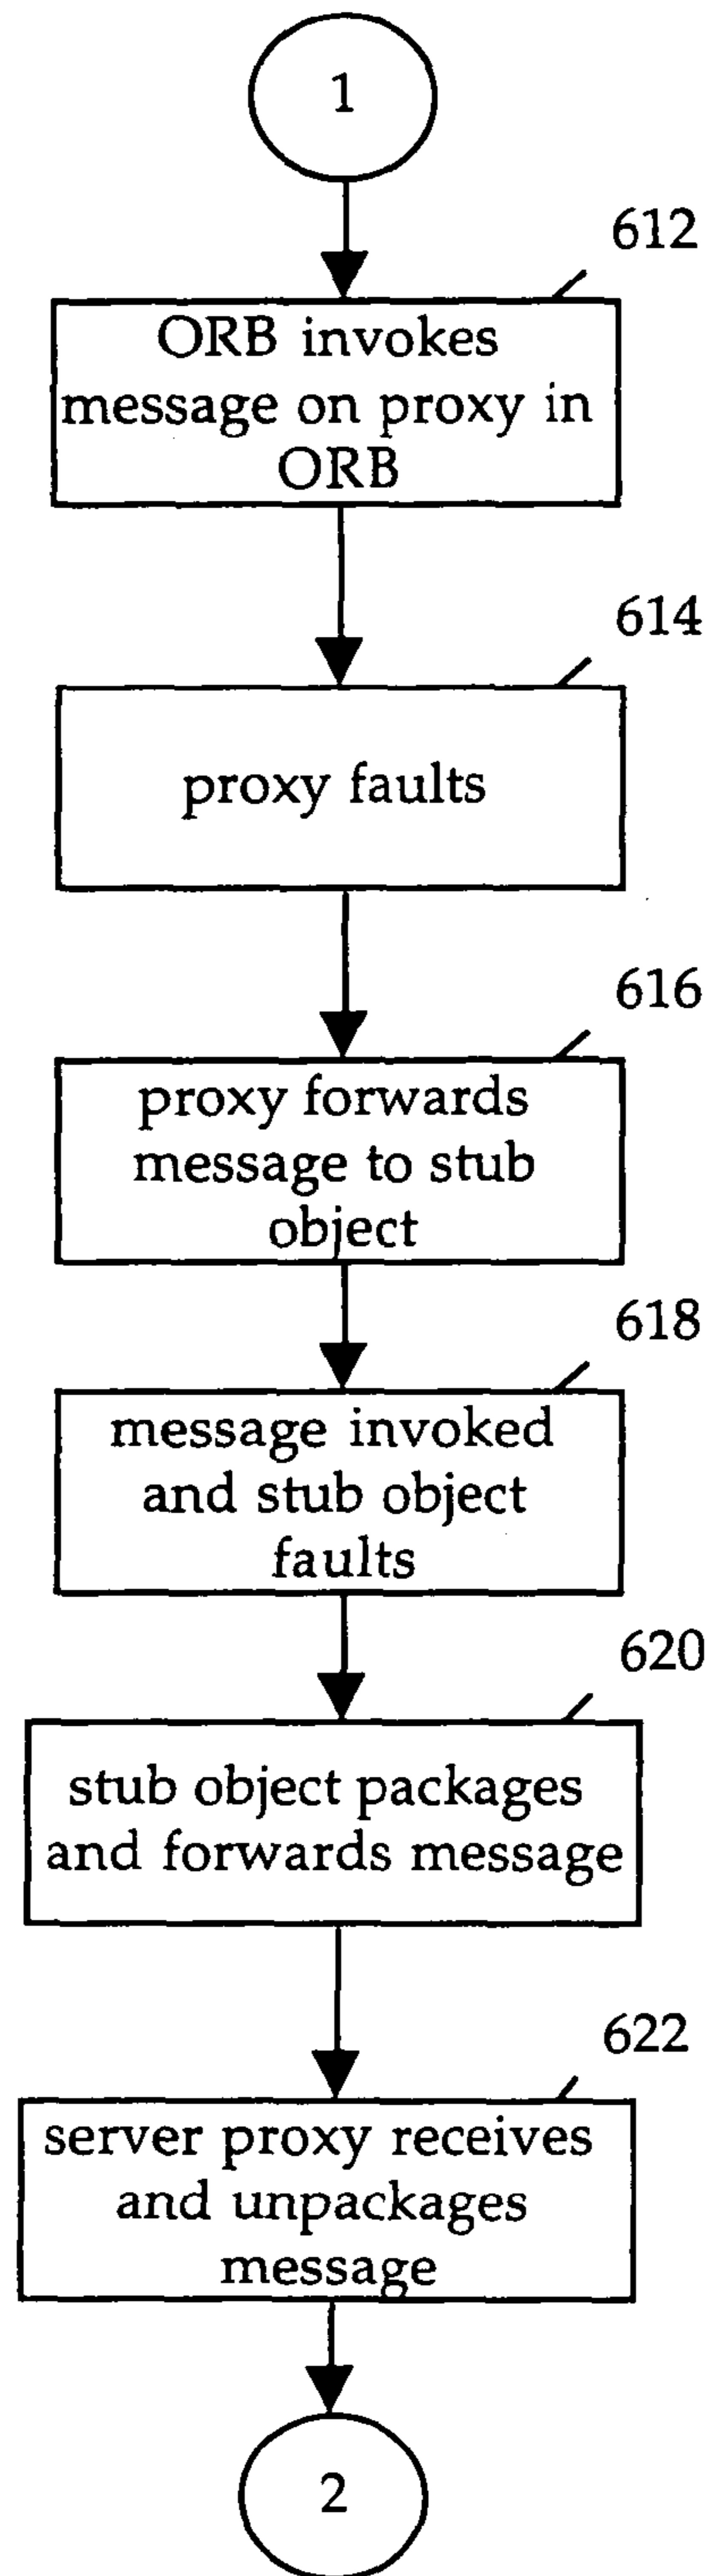 1
612
ORB invokes
message on proxy in
ORB
614
proxy faults
616
proxy forwards
message to stub
object
618
message invoked
and stub object
faults
620
stub object packages
and forwards message
622
server proxy receives
and unpackages
message
2